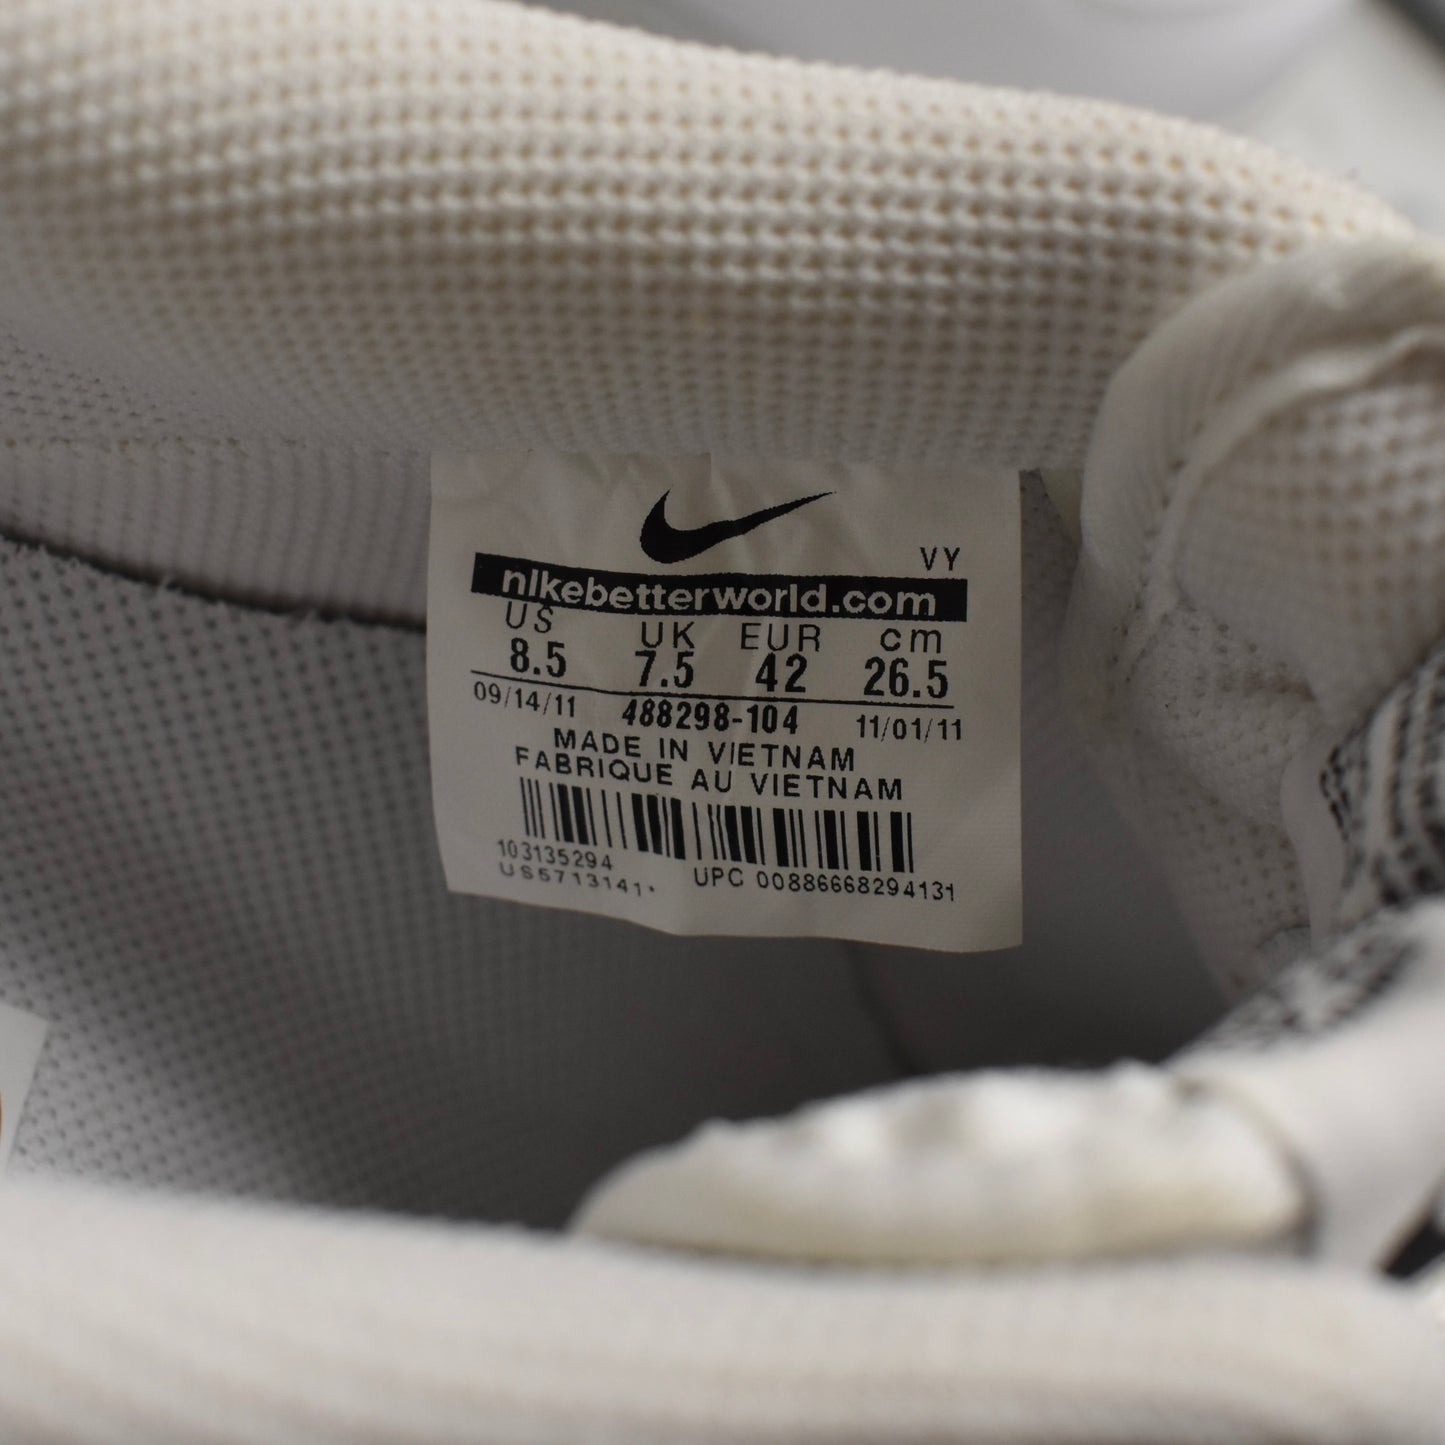 VY
nikebetterworld.com
US UK EUR cm
8.5 7.5 42 26.5
09/14/11 488298-104 11/01/11
MADE IN VIETNAM
FABRIQUE AU VIETNAM
103135294
US5713141* UPC 00886668294131